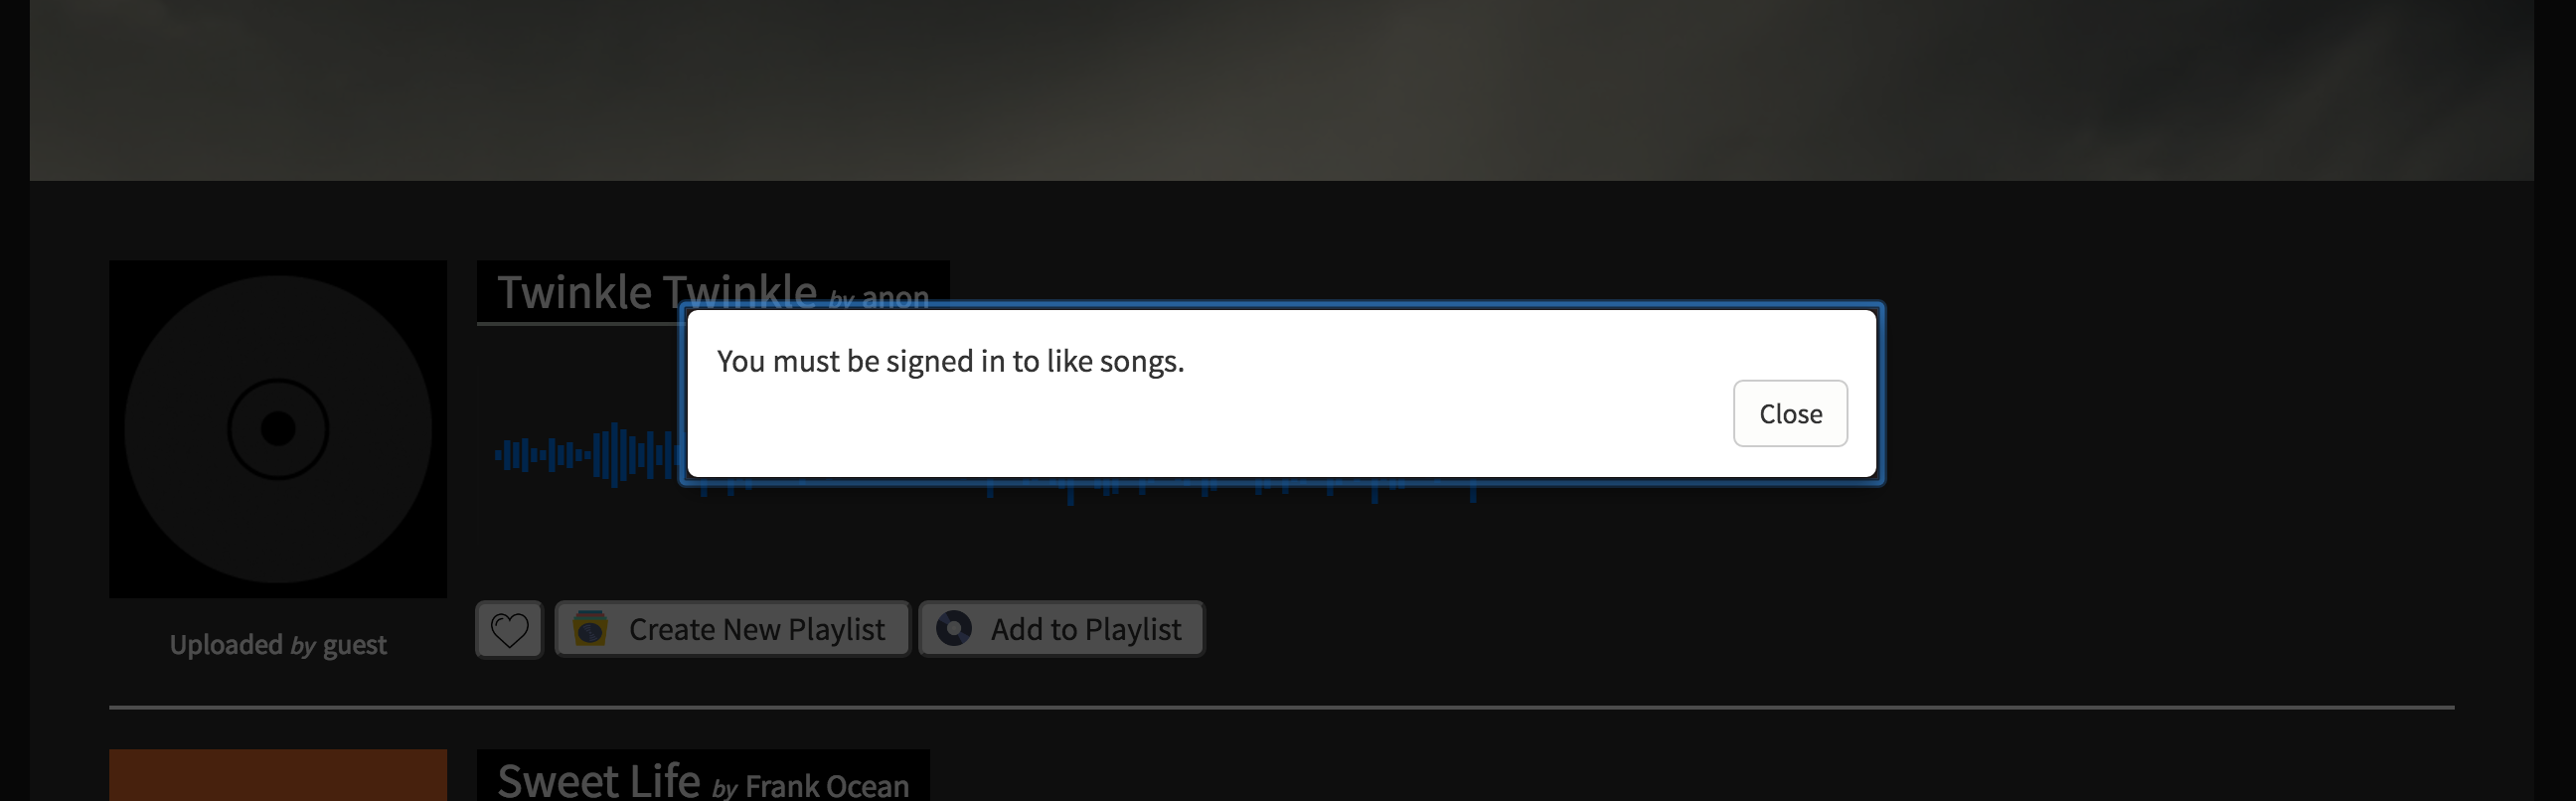 Twinkle Twinkle by anon
You must be signed in to like songs.
Close
Uploaded by guest
Create New Playlist
Add to Playlist
Sweet Life by Frank Ocean